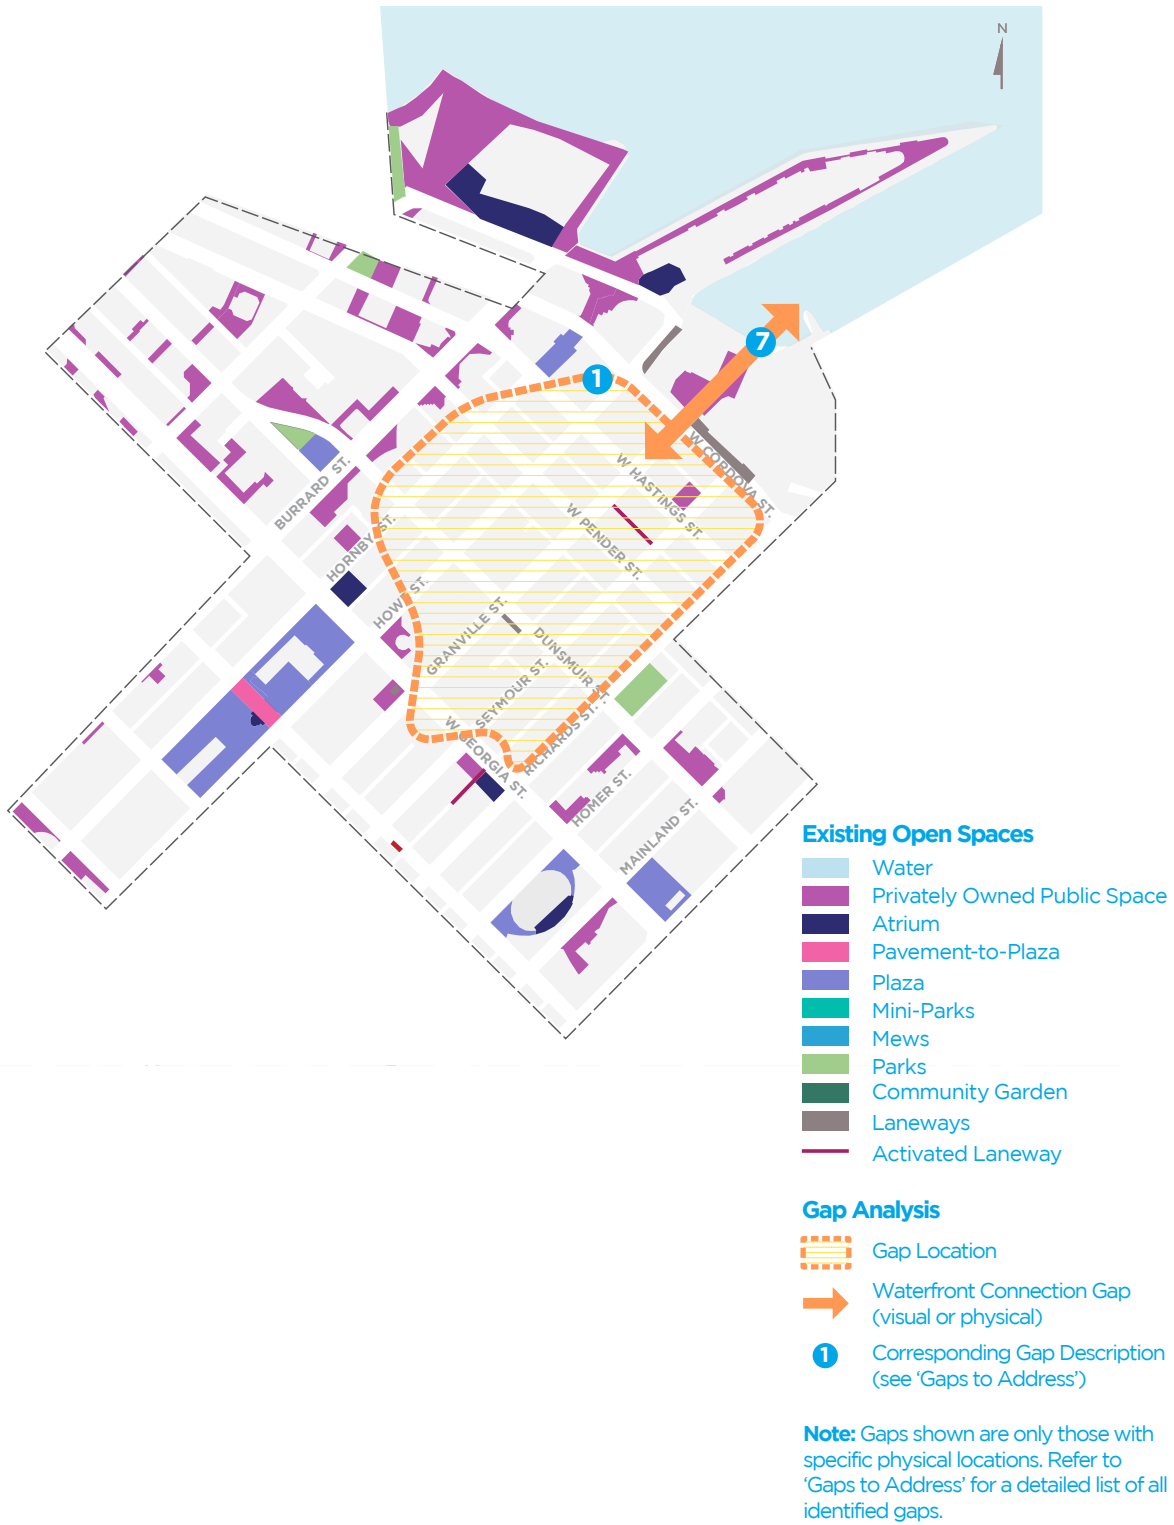 N
7
1
W CORDOVA ST.
W HASTINGS ST.
W PENDER ST.
BURRARD ST.
HORNBY ST.
HOWE ST.
GRANVILLE ST.
DUNSMUIR ST.
SEYMOUR ST.
W GEORGIA ST.
RICHARDS ST.
HOMER ST.
MAINLAND ST.
Existing Open Spaces
Water
Privately Owned Public Space
Atrium
Pavement-to-Plaza
Plaza
Mini-Parks
Mews
Parks
Community Garden
Laneways
Activated Laneway
Gap Analysis
Gap Location
Waterfront Connection Gap
(visual or physical)
1
Corresponding Gap Description
(see ‘Gaps to Address’)
Note: Gaps shown are only those with
specific physical locations. Refer to
‘Gaps to Address’ for a detailed list of all
identified gaps.